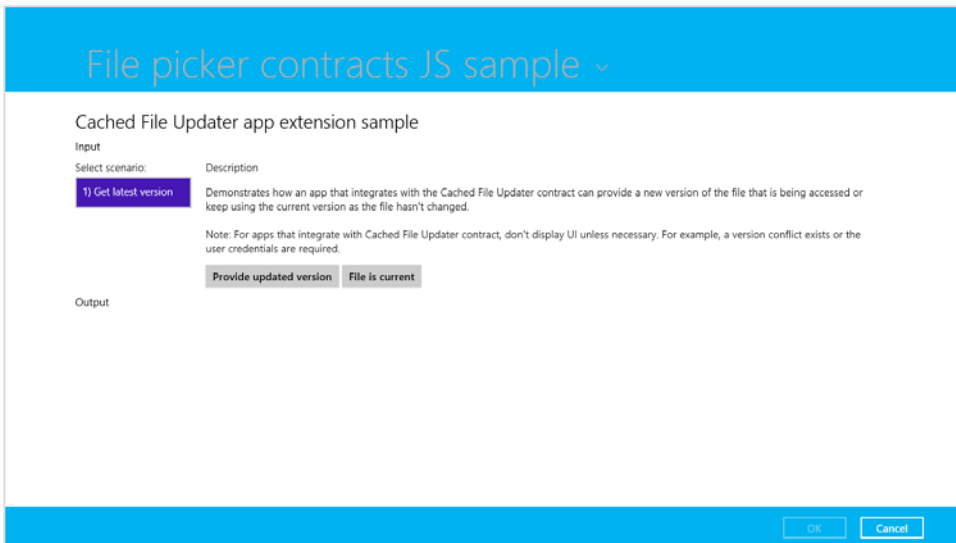 File picker contracts JS sample
Cached File Updater app extension sample
Input
Select scenario:
Description
1) Get latest version
Demonstrates how an app that integrates with the Cached File Updater contract can provide a new version of the file that is being accessed or
keep using the current version as the file hasn't changed.
Note: For apps that integrate with Cached File Updater contract, don't display UI unless necessary. For example, a version conflict exists or the
user credentials are required.
Provide updated version
File is current
Output
OK
Cancel